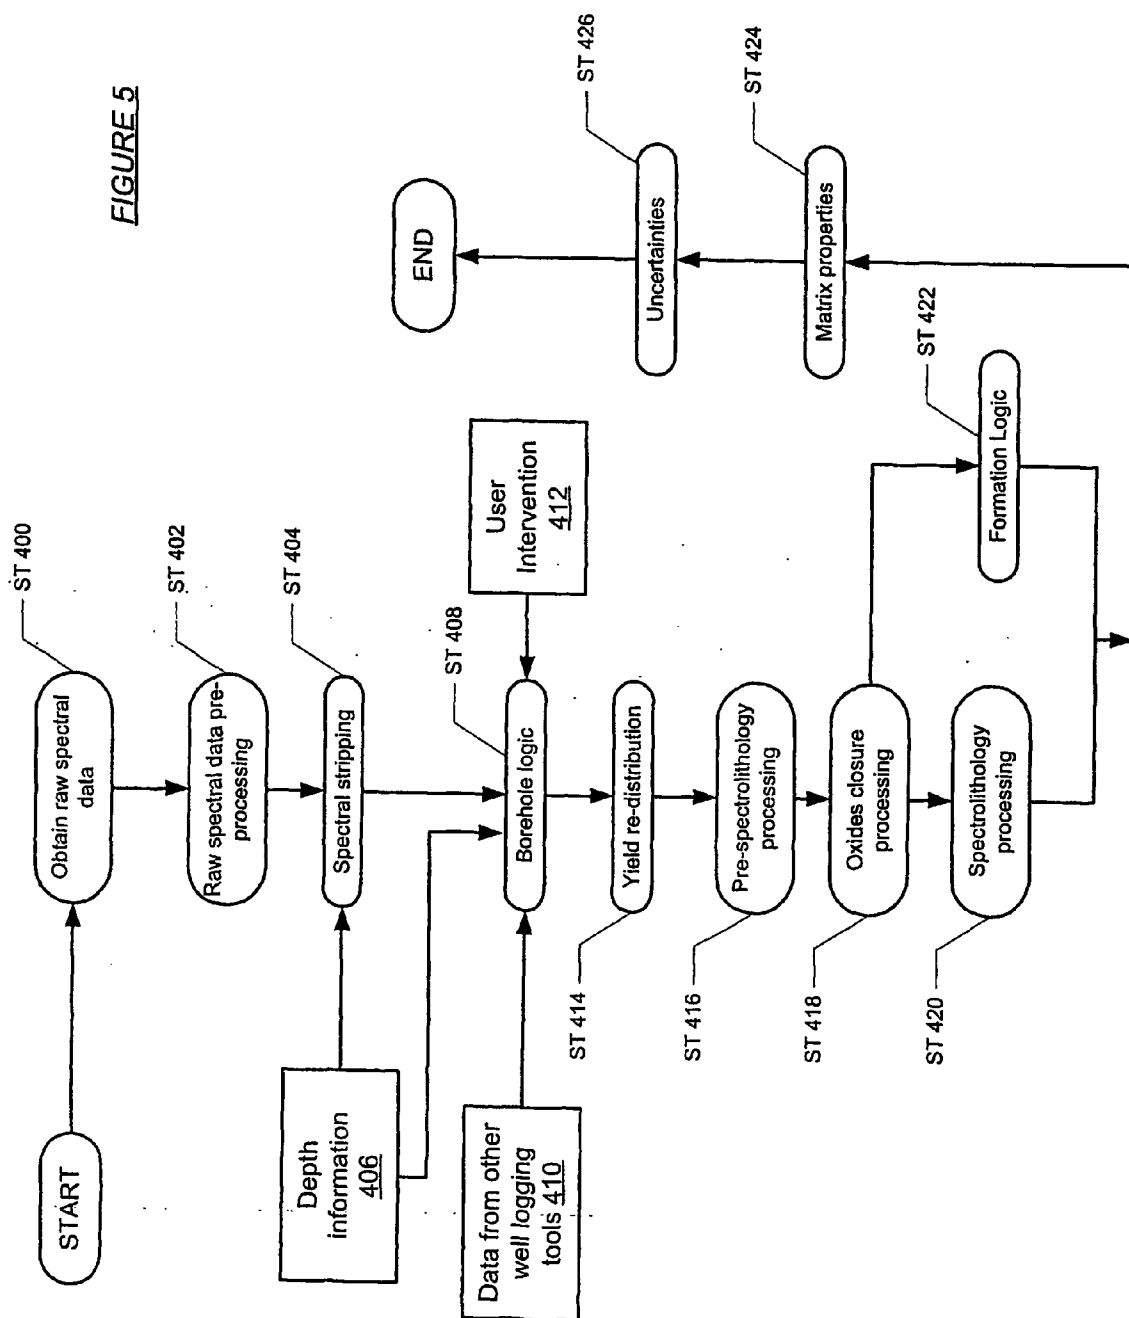 FIGURE 5
START
Obtain raw spectral
data
ST 400
Raw spectral data pre-
processing
ST 402
Depth
information
406
Spectral stripping
ST 404
Data from other
well logging
tools 410
Borehole logic
ST 408
User
Intervention
412
Yield re-distribution
ST 414
Pre-spectrolithology
processing
ST 416
Oxides closure
processing
ST 418
Spectrolithology
processing
ST 420
Formation Logic
ST 422
Matrix properties
ST 424
Uncertainties
ST 426
END